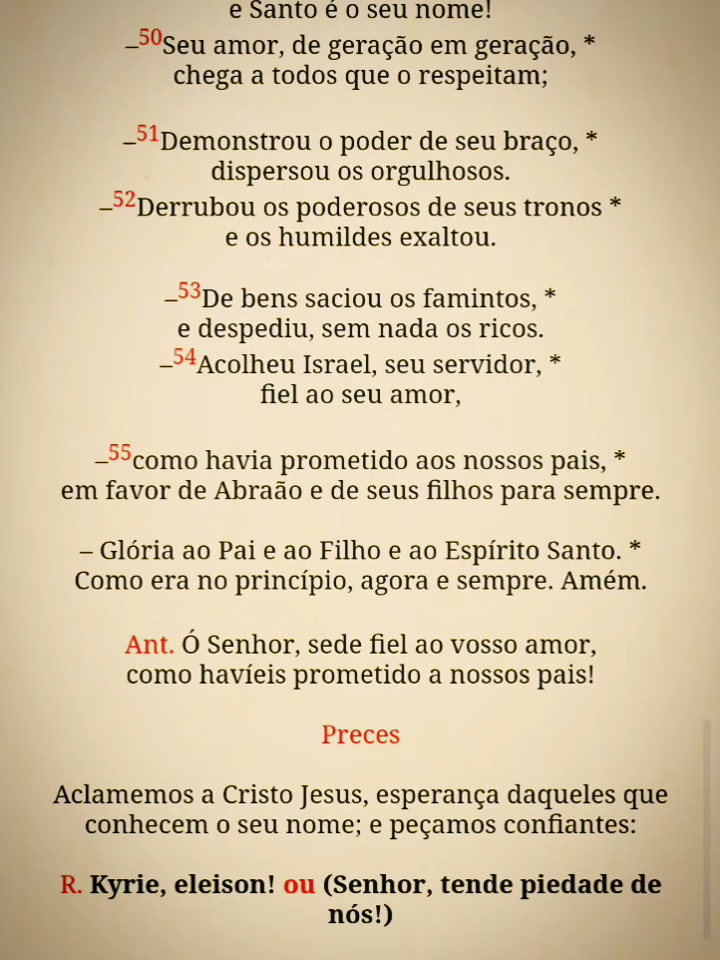 e Santo é o seu nome!
–50Seu amor, de geração em geração, *
chega a todos que o respeitam;
–51Demonstrou o poder de seu braço, *
dispersou os orgulhosos.
–52Derrubou os poderosos de seus tronos *
e os humildes exaltou.
–53De bens saciou os famintos, *
e despediu, sem nada os ricos.
–54Acolheu Israel, seu servidor, *
fiel ao seu amor,
–55como havia prometido aos nossos pais, *
em favor de Abraão e de seus filhos para sempre.
– Glória ao Pai e ao Filho e ao Espírito Santo. *
Como era no princípio, agora e sempre. Amém.
Ant. Ó Senhor, sede fiel ao vosso amor,
como havíeis prometido a nossos pais!
Preces
Aclamemos a Cristo Jesus, esperança daqueles que
conhecem o seu nome; e peçamos confiantes:
R. Kyrie, eleison! ou (Senhor, tende piedade de
nós!)